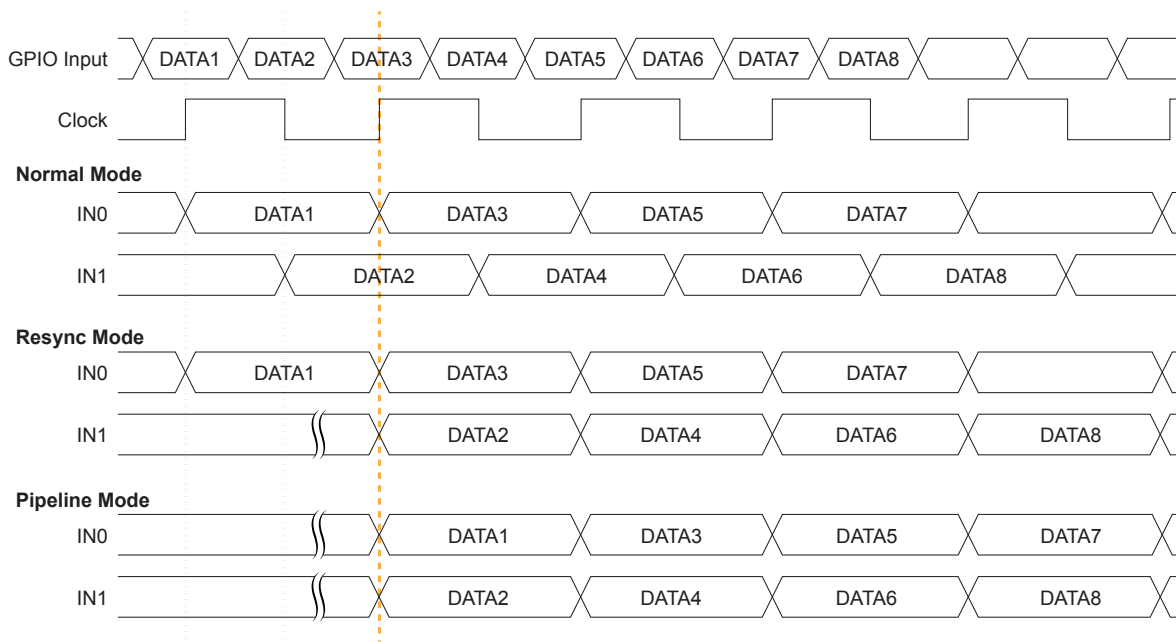 GPIO Input DATA1 DATA2 DATA3 DATA4 DATA5 DATA6 DATA7 DATA8
Clock
Normal Mode
IN0 DATA1 DATA3 DATA5 DATA7
IN1 DATA2 DATA4 DATA6 DATA8
Resync Mode
IN0 DATA1 DATA3 DATA5 DATA7
IN1 DATA2 DATA4 DATA6 DATA8
Pipeline Mode
IN0 DATA1 DATA3 DATA5 DATA7
IN1 DATA2 DATA4 DATA6 DATA8